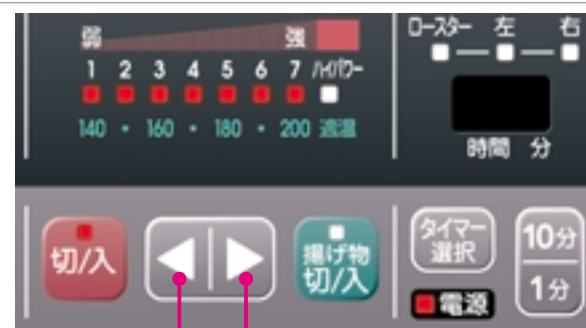 弱 強
1 2 3 4 5 6 7 ハイパワー
140 • 160 • 180 • 200 適温
ロースター 左 右
時間 分
切/入
揚げ物
切/入
タイマー
選択
電源
10分
1分